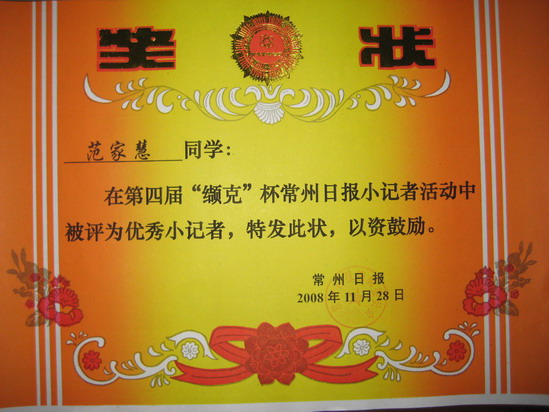 奖状
范家慧 同学：
在第四届“缬克”杯常州日报小记者活动中
被评为优秀小记者，特发此状，以资鼓励。
常州日报
2008年11月28日